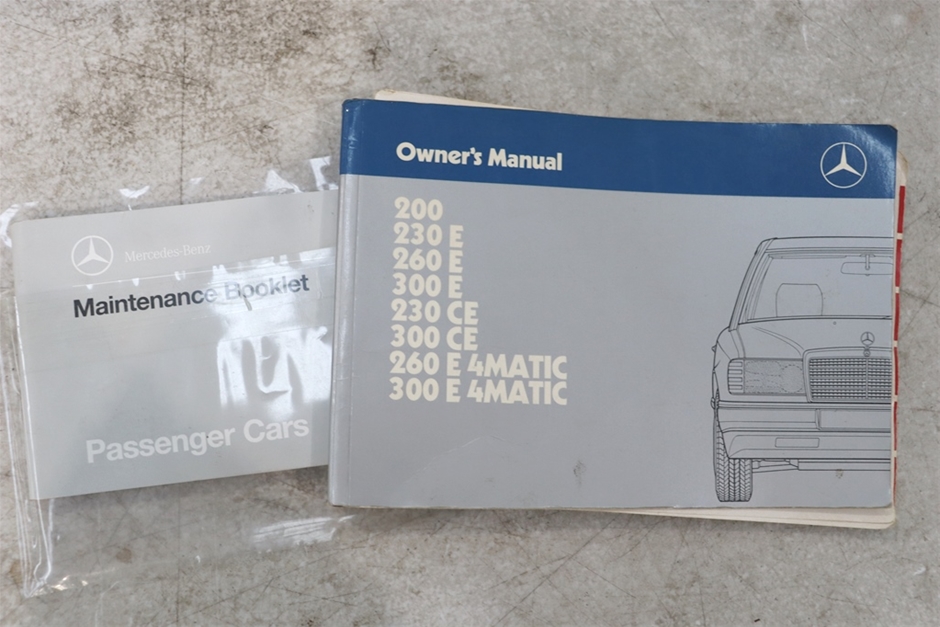 Mercedes-Benz
Maintenance Booklet
Passenger Cars
Owner's Manual
200
230 E
260 E
300 E
230 CE
300 CE
260 E 4MATIC
300 E 4MATIC